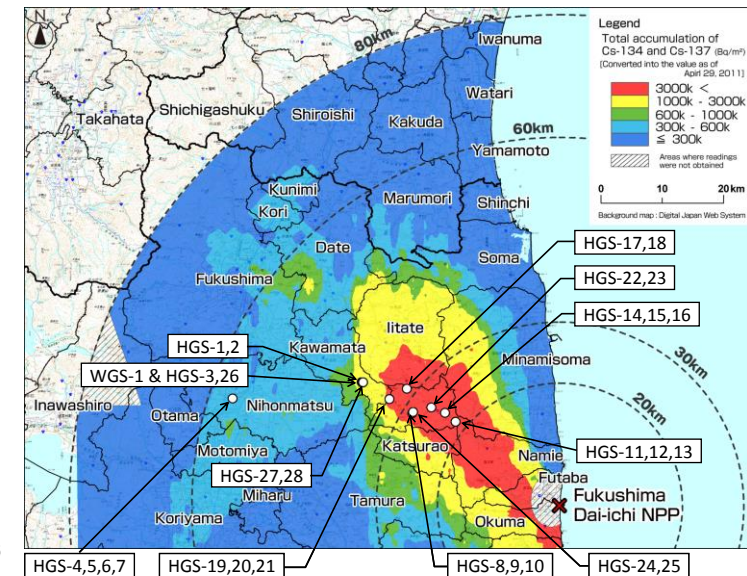 Legend
Total accumulation of
Cs-134 and Cs-137 (Bq/m²)
[Converted into the value as of
April 29, 2011]
3000k <
1000k - 3000k
600k - 1000k
300k - 600k
≦ 300k
Areas where readings
were not obtained
0 10 20km
Background map : Digital Japan Web System
N
80km
Iwanuma
Watari
Shichigashuku
Shiroishi
Takahata
Kakuda
60km
Yamamoto
Kunimi
Marumori
Kori
Shinchi
Date
Soma
HGS-17,18
HGS-22,23
Fukushima
Iitate
HGS-14,15,16
HGS-1,2
Kawamata
30km
Minamisoma
WGS-1 & HGS-3,26
20km
Inawashiro
Nihonmatsu
Otama
HGS-11,12,13
Motomiya
Katsurao
Namie
HGS-27,28
Futaba
Miharu
Tamura
Fukushima
Dai-ichi NPP
Koriyama
Okuma
HGS-4,5,6,7
HGS-19,20,21
HGS-8,9,10
HGS-24,25